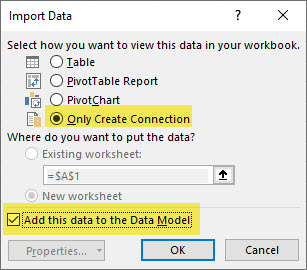 Import Data
?
×
Select how you want to view this data in your workbook.
Table
PivotTable Report
PivotChart
Only Create Connection
Where do you want to put the data?
Existing worksheet:
=$A$1
New worksheet
Add this data to the Data Model
Properties...
OK
Cancel